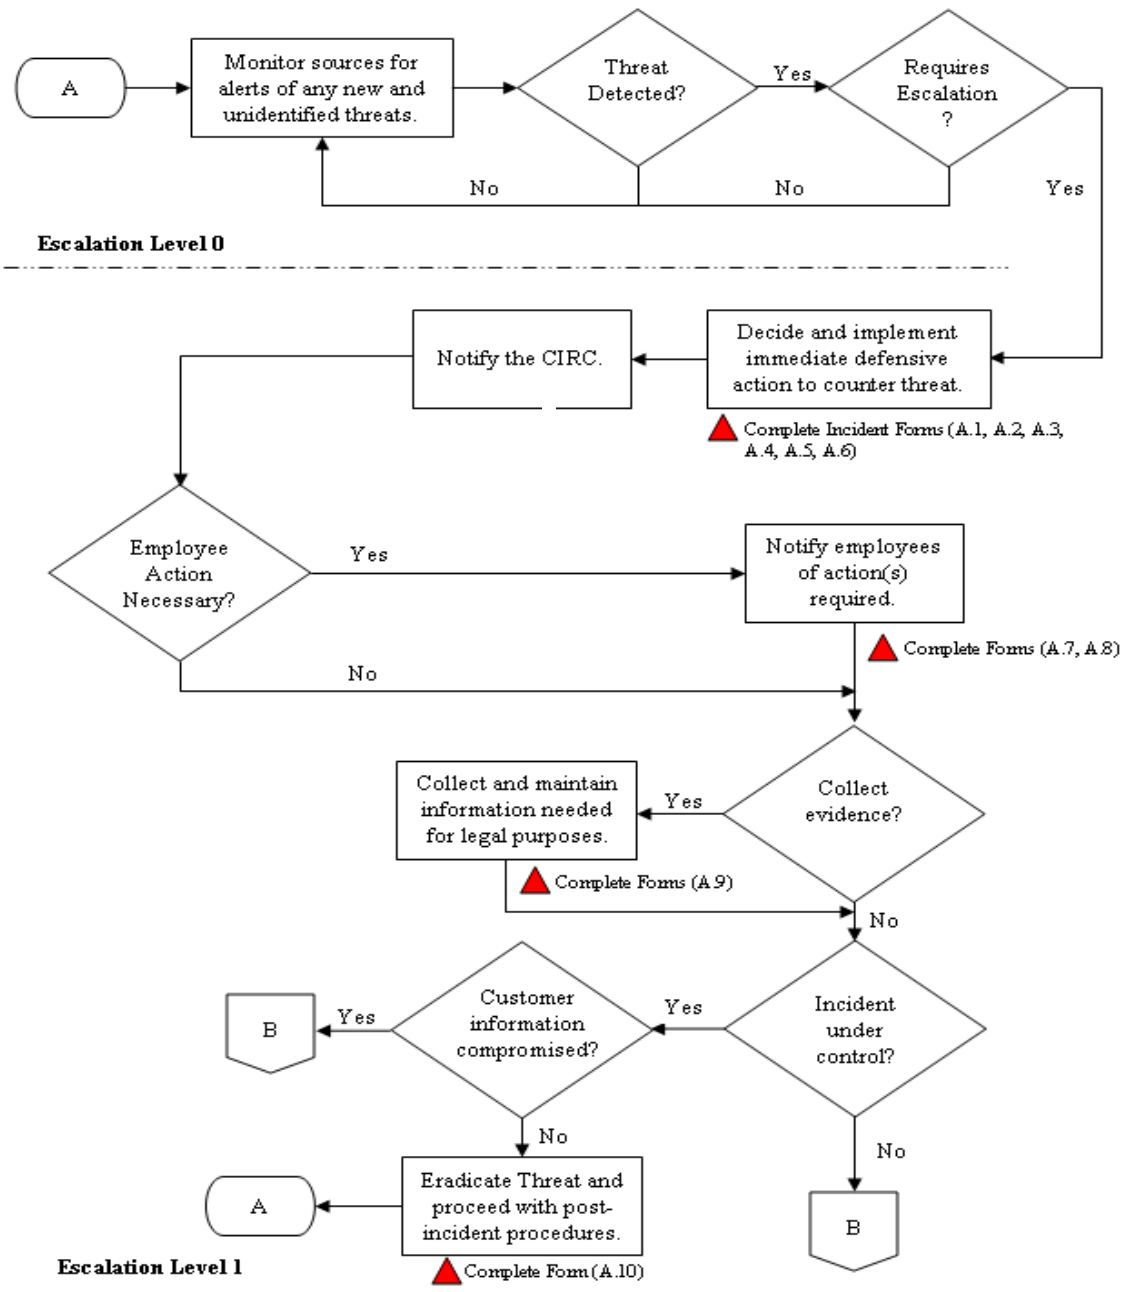 A
Monitor sources for
alerts of any new and
unidentified threats.
Threat
Detected?
Yes
Requires
Escalation
?
No
No
Yes
Escalation Level 0
Notify the CIRC.
Decide and implement
immediate defensive
action to counter threat.
Complete Incident Forms (A.1, A.2, A.3,
A.4, A.5, A.6)
Employee
Action
Necessary?
Yes
Notify employees
of action(s)
required.
Complete Forms (A.7, A.8)
No
Collect and maintain
information needed
for legal purposes.
Yes
Collect
evidence?
Complete Forms (A.9)
No
B
Yes
Customer
information
compromised?
Yes
Incident
under
control?
No
No
A
Eradicate Threat and
proceed with post-
incident procedures.
B
Escalation Level 1
Complete Form (A.10)